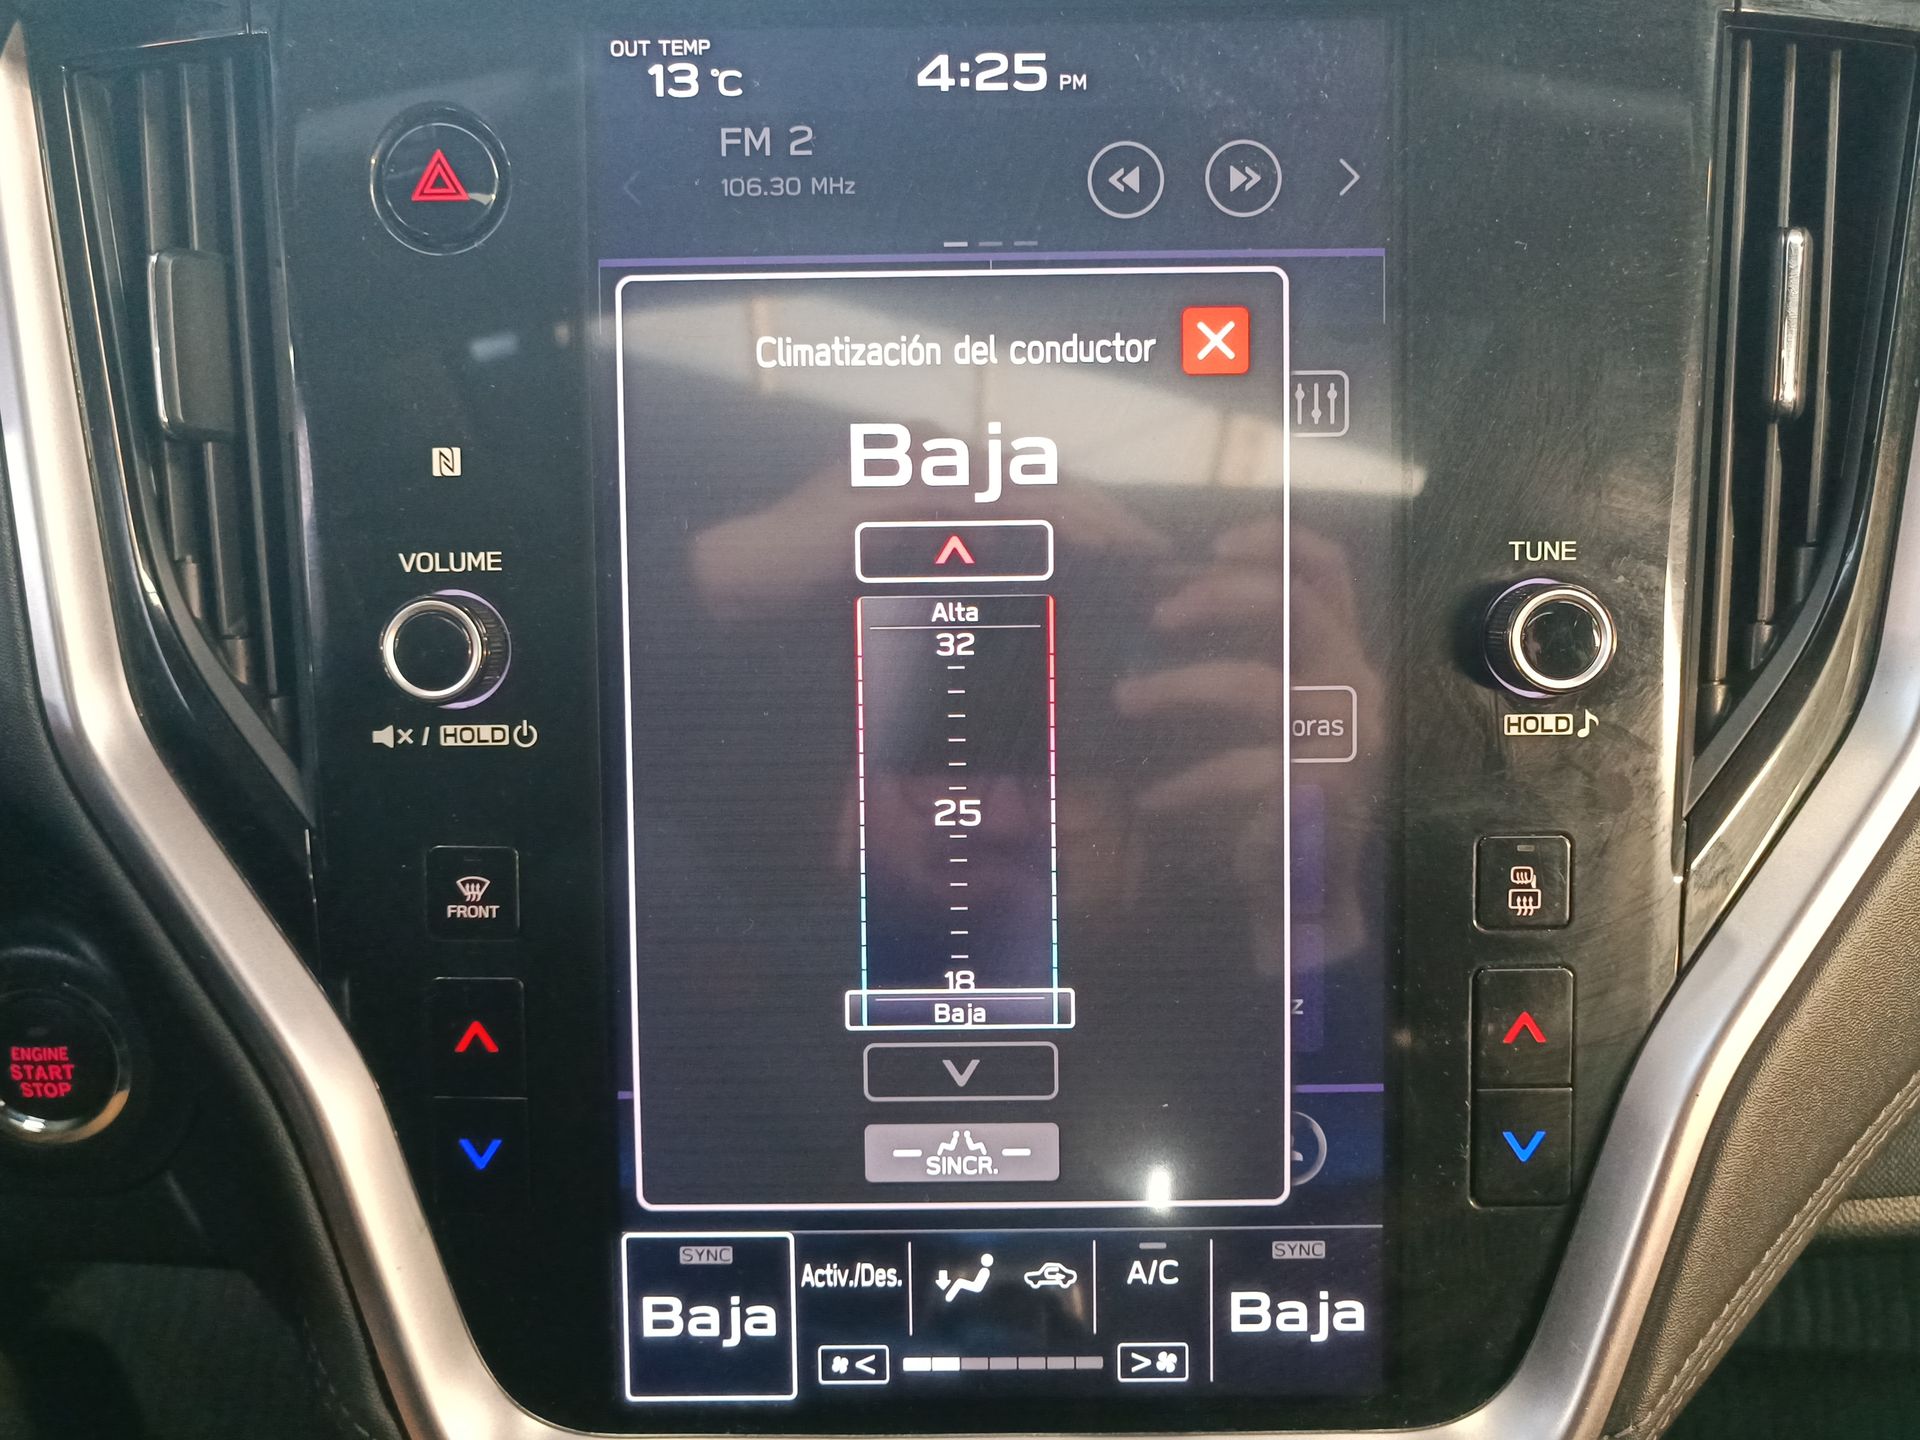 OUT TEMP
13 °C
4:25 PM
FM 2
106.30 MHz
Climatización del conductor
Baja
VOLUME
TUNE
Alta
32
HOLD
/ HOLD
oras
25
FRONT
18
Baja
z
ENGINE
START
STOP
SINCR.
SYNC
Baja
Activ./Des.
A/C
SYNC
Baja
<
>